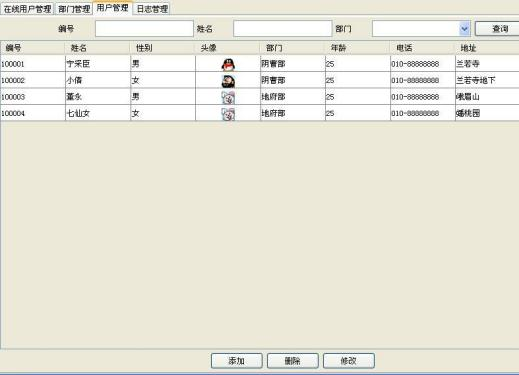 在线用户管理 部门管理 用户管理 日志管理
编号 姓名 部门 查询
编号 姓名 性别 头像 部门 年龄 电话 地址
100001 宁采臣 男 阴曹部 25 010-88888888 兰若寺
100002 小倩 女 阴曹部 25 010-88888888 兰若寺地下
100003 董永 男 地府部 25 010-88888888 峨眉山
100004 七仙女 女 地府部 25 010-88888888 蟠桃园
添加 删除 修改